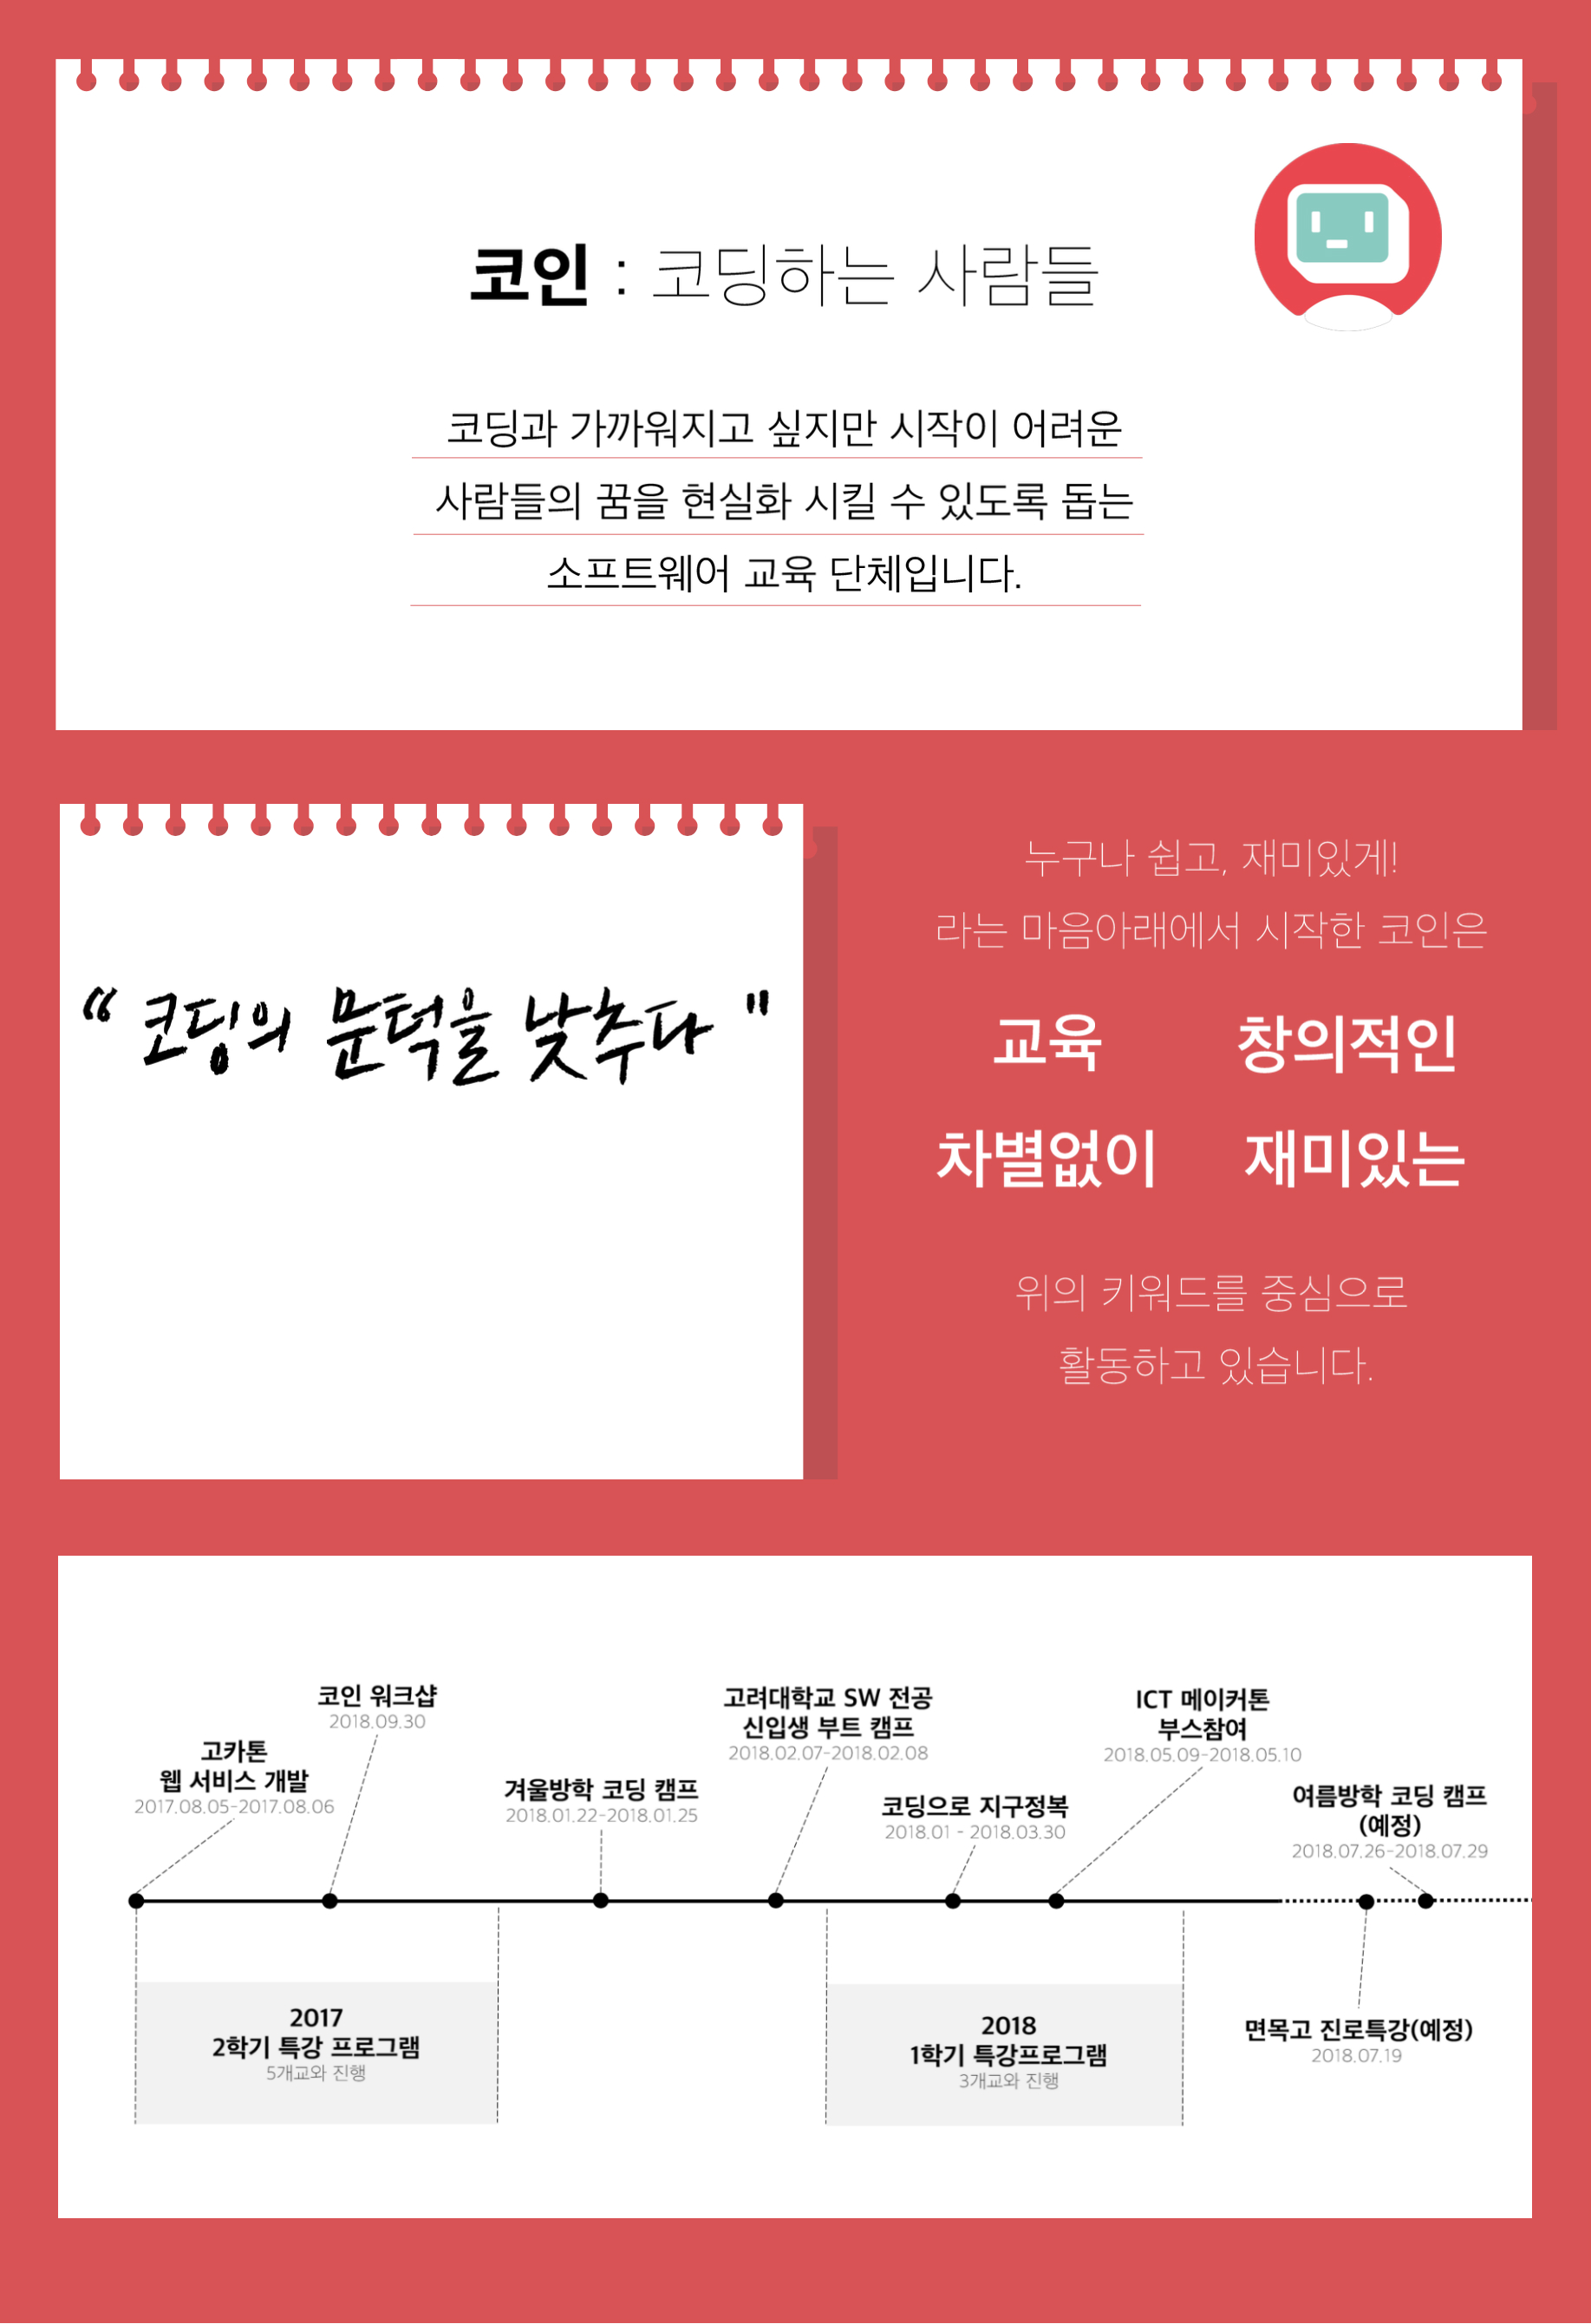 코인 : 코딩하는 사람들
코딩과 가까워지고 싶지만 시작이 어려운
사람들의 꿈을 현실화 시킬 수 있도록 돕는
소프트웨어 교육 단체입니다.
“ 코딩의 문턱을 낮추다 "
누구나 쉽고, 재미있게!
라는 마음아래에서 시작한 코인은
교육 창의적인
차별없이 재미있는
위의 키워드를 중심으로
활동하고 있습니다.
고카톤
웹 서비스 개발
2017.08.05-2017.08.06
코인 워크샵
2018.09.30
겨울방학 코딩 캠프
2018.01.22-2018.01.25
고려대학교 SW 전공
신입생 부트 캠프
2018.02.07-2018.02.08
코딩으로 지구정복
2018.01 - 2018.03.30
ICT 메이커톤
부스참여
2018.05.09-2018.05.10
여름방학 코딩 캠프
(예정)
2018.07.26-2018.07.29
2017
2학기 특강 프로그램
5개교와 진행
2018
1학기 특강프로그램
3개교와 진행
면목고 진로특강(예정)
2018.07.19